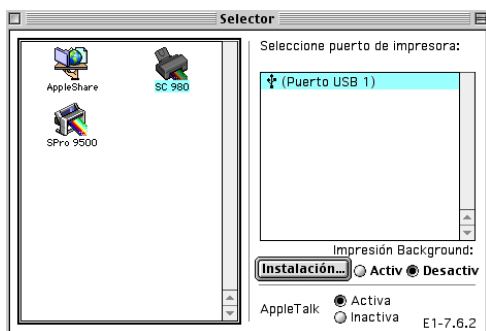 Selector
AppleShare
SC 980
SPro 9500
Seleccione puerto de impresora:
(Puerto USB 1)
Impresión Background:
Instalación...
Activ
Desactiv
AppleTalk
Activa
Inactiva
E1-7.6.2